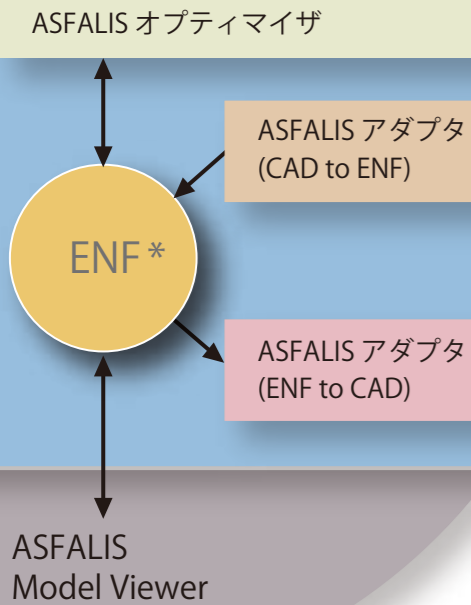 ASFALIS オプティマイザ
ASFALIS アダプタ
(CAD to ENF)
ENF *
ASFALIS アダプタ
(ENF to CAD)
ASFALIS
Model Viewer